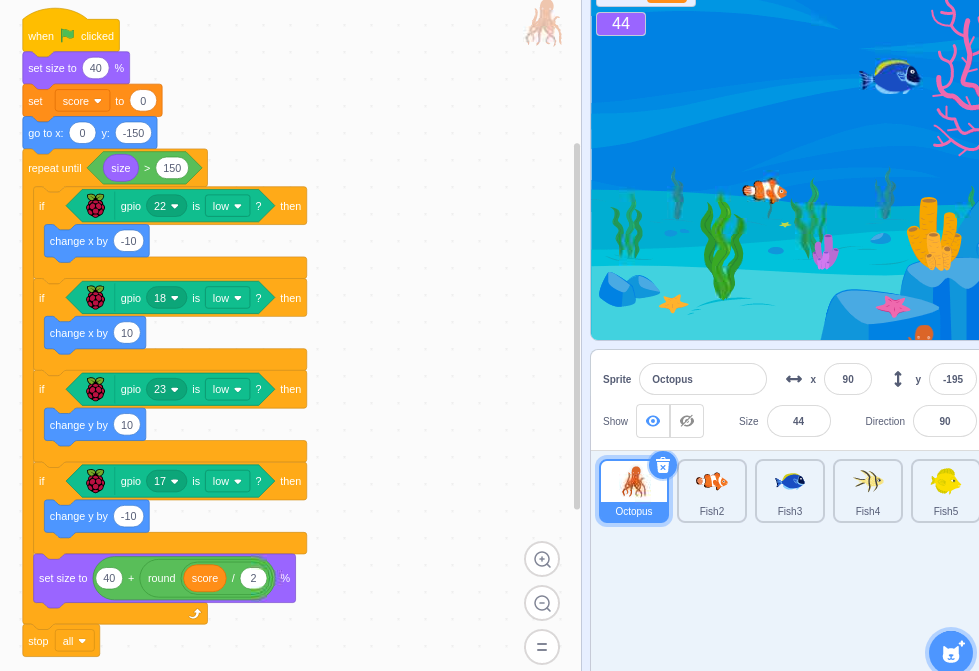 when clicked
set size to 40 %
set score to 0
go to x: 0 y: -150
repeat until size > 150
if gpio 22 is low ? then
change x by -10
if gpio 18 is low ? then
change x by 10
if gpio 23 is low ? then
change y by 10
if gpio 17 is low ? then
change y by -10
set size to 40 + round score / 2 %
stop all
44
Sprite Octopus x 90 y -195
Show Size 44 Direction 90
Octopus Fish2 Fish3 Fish4 Fish5